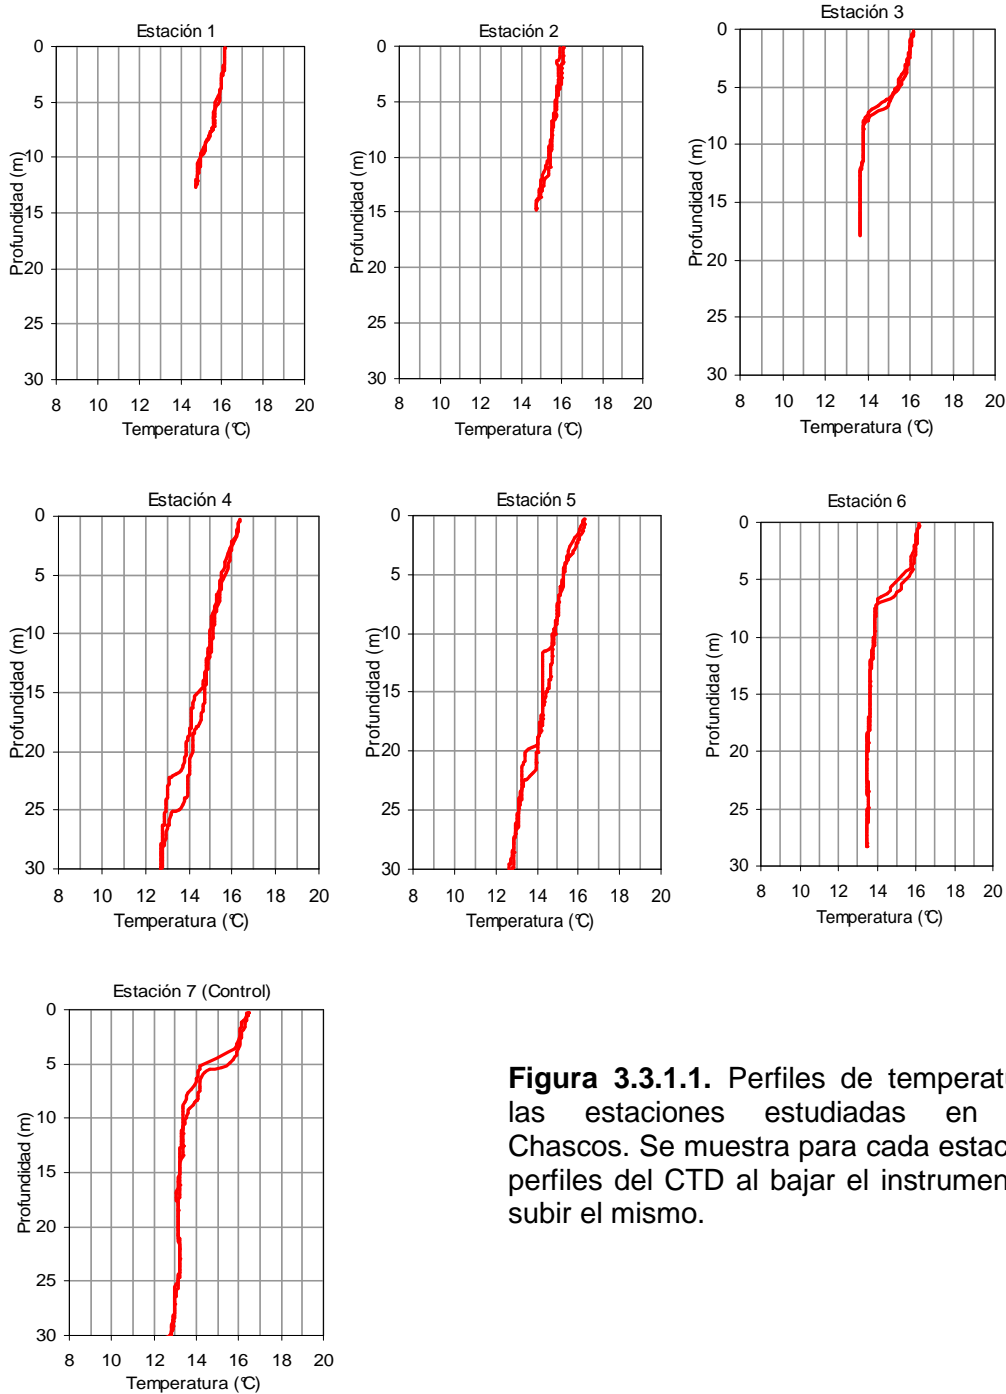 Estación 1
0
5
10
15
20
25
30
Profundidad (m)
8 10 12 14 16 18 20
Temperatura (°C)
Estación 2
0
5
10
15
20
25
30
Profundidad (m)
8 10 12 14 16 18 20
Temperatura (°C)
Estación 3
0
5
10
15
20
25
30
Profundidad (m)
8 10 12 14 16 18 20
Temperatura (°C)
Estación 4
0
5
10
15
20
25
30
Profundidad (m)
8 10 12 14 16 18 20
Temperatura (°C)
Estación 5
0
5
10
15
20
25
30
Profundidad (m)
8 10 12 14 16 18 20
Temperatura (°C)
Estación 6
0
5
10
15
20
25
30
Profundidad (m)
8 10 12 14 16 18 20
Temperatura (°C)
Estación 7 (Control)
0
5
10
15
20
25
30
Profundidad (m)
8 10 12 14 16 18 20
Temperatura (°C)
Figura 3.3.1.1. Perfiles de
las estaciones estudiadas en
Chascos. Se muestra para cada
perfiles del CTD al bajar el
subir el mismo.